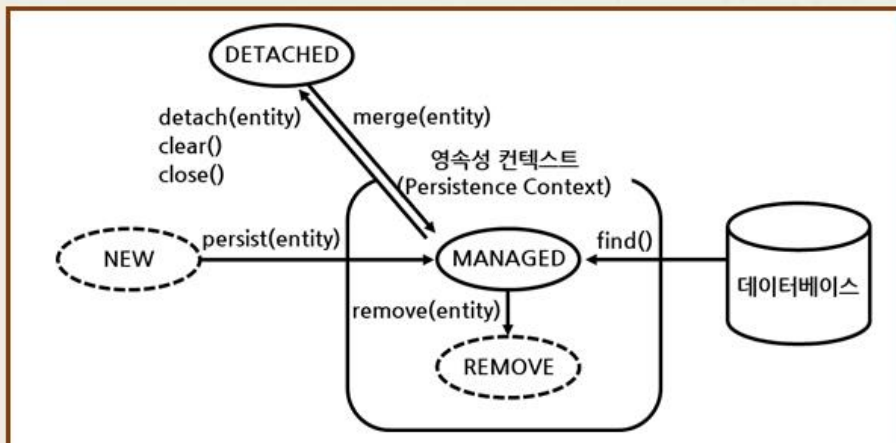 DETACHED
detach(entity)
clear()
close()
merge(entity)
영속성 컨텍스트
(Persistence Context)
NEW
persist(entity)
MANAGED
find()
데이터베이스
remove(entity)
REMOVE